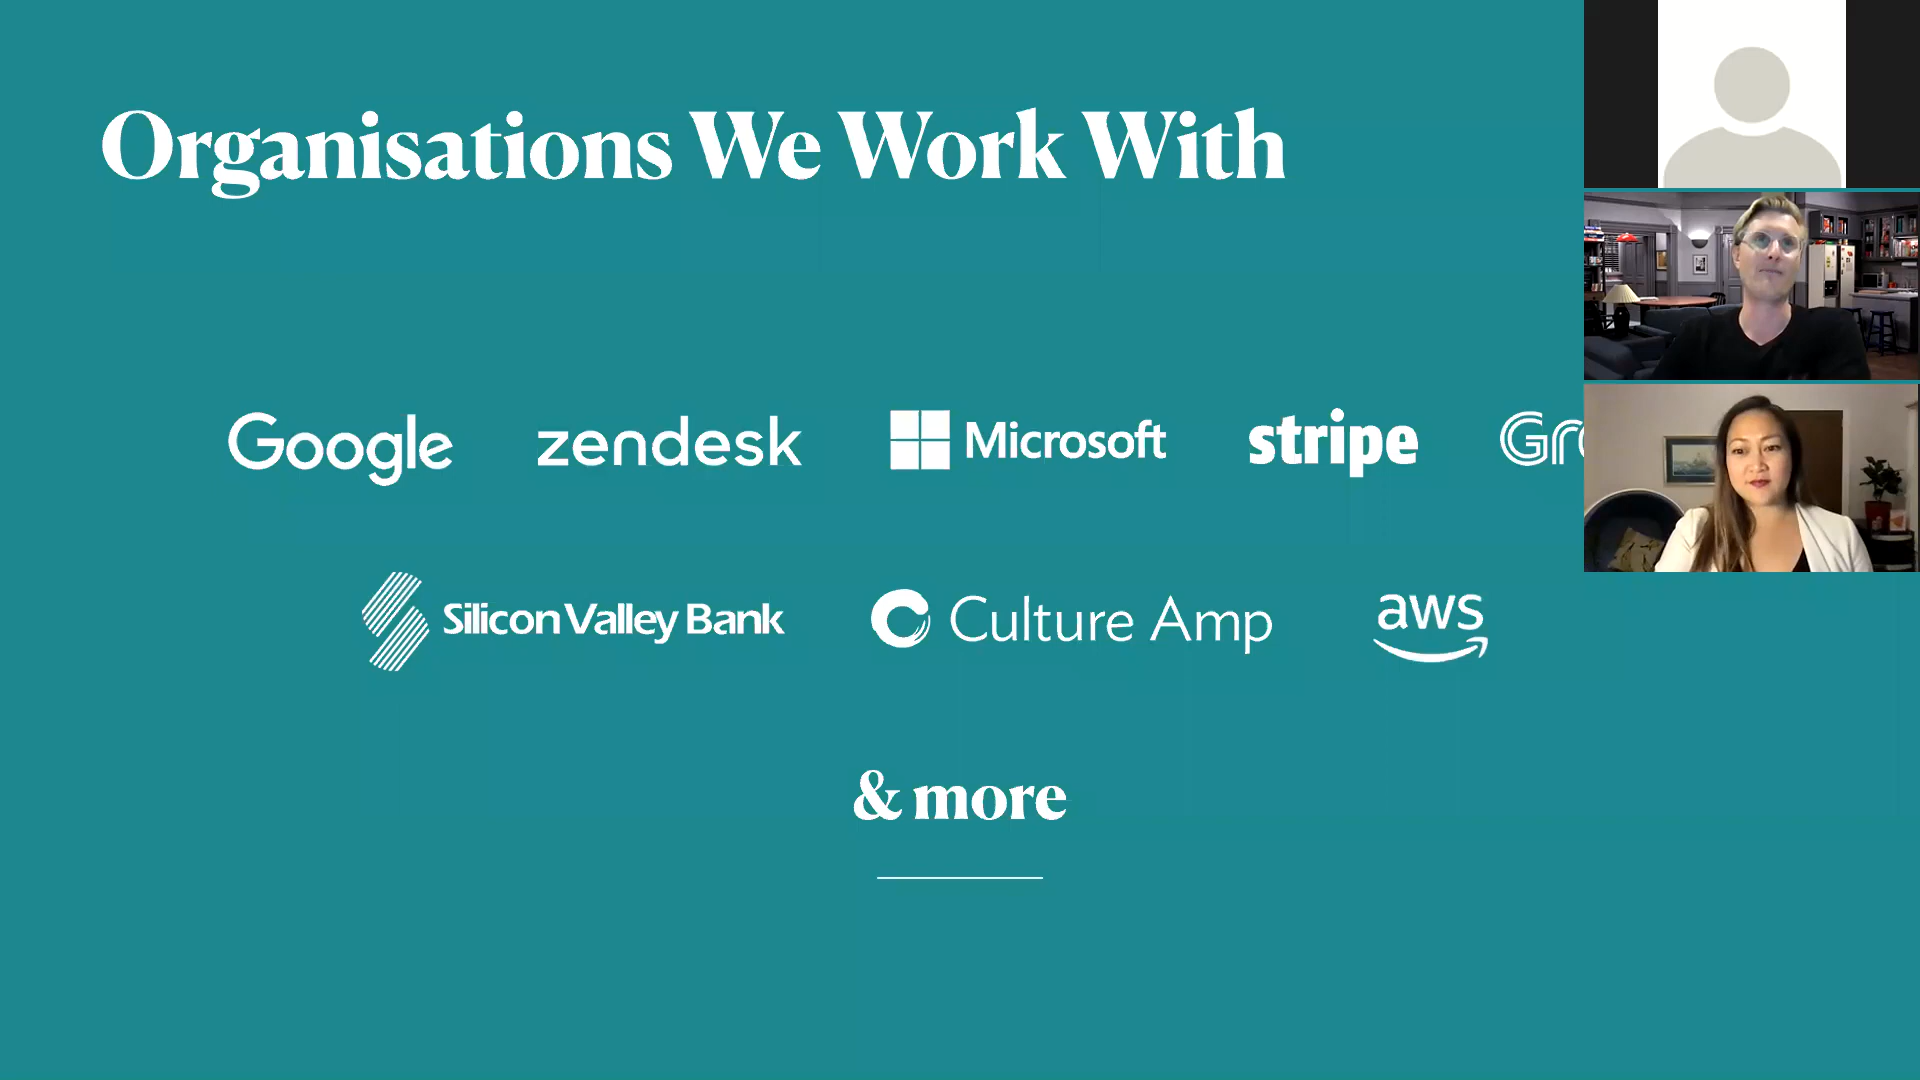 Organisations We Work With
Google zendesk Microsoft stripe
Silicon Valley Bank Culture Amp aws
& more